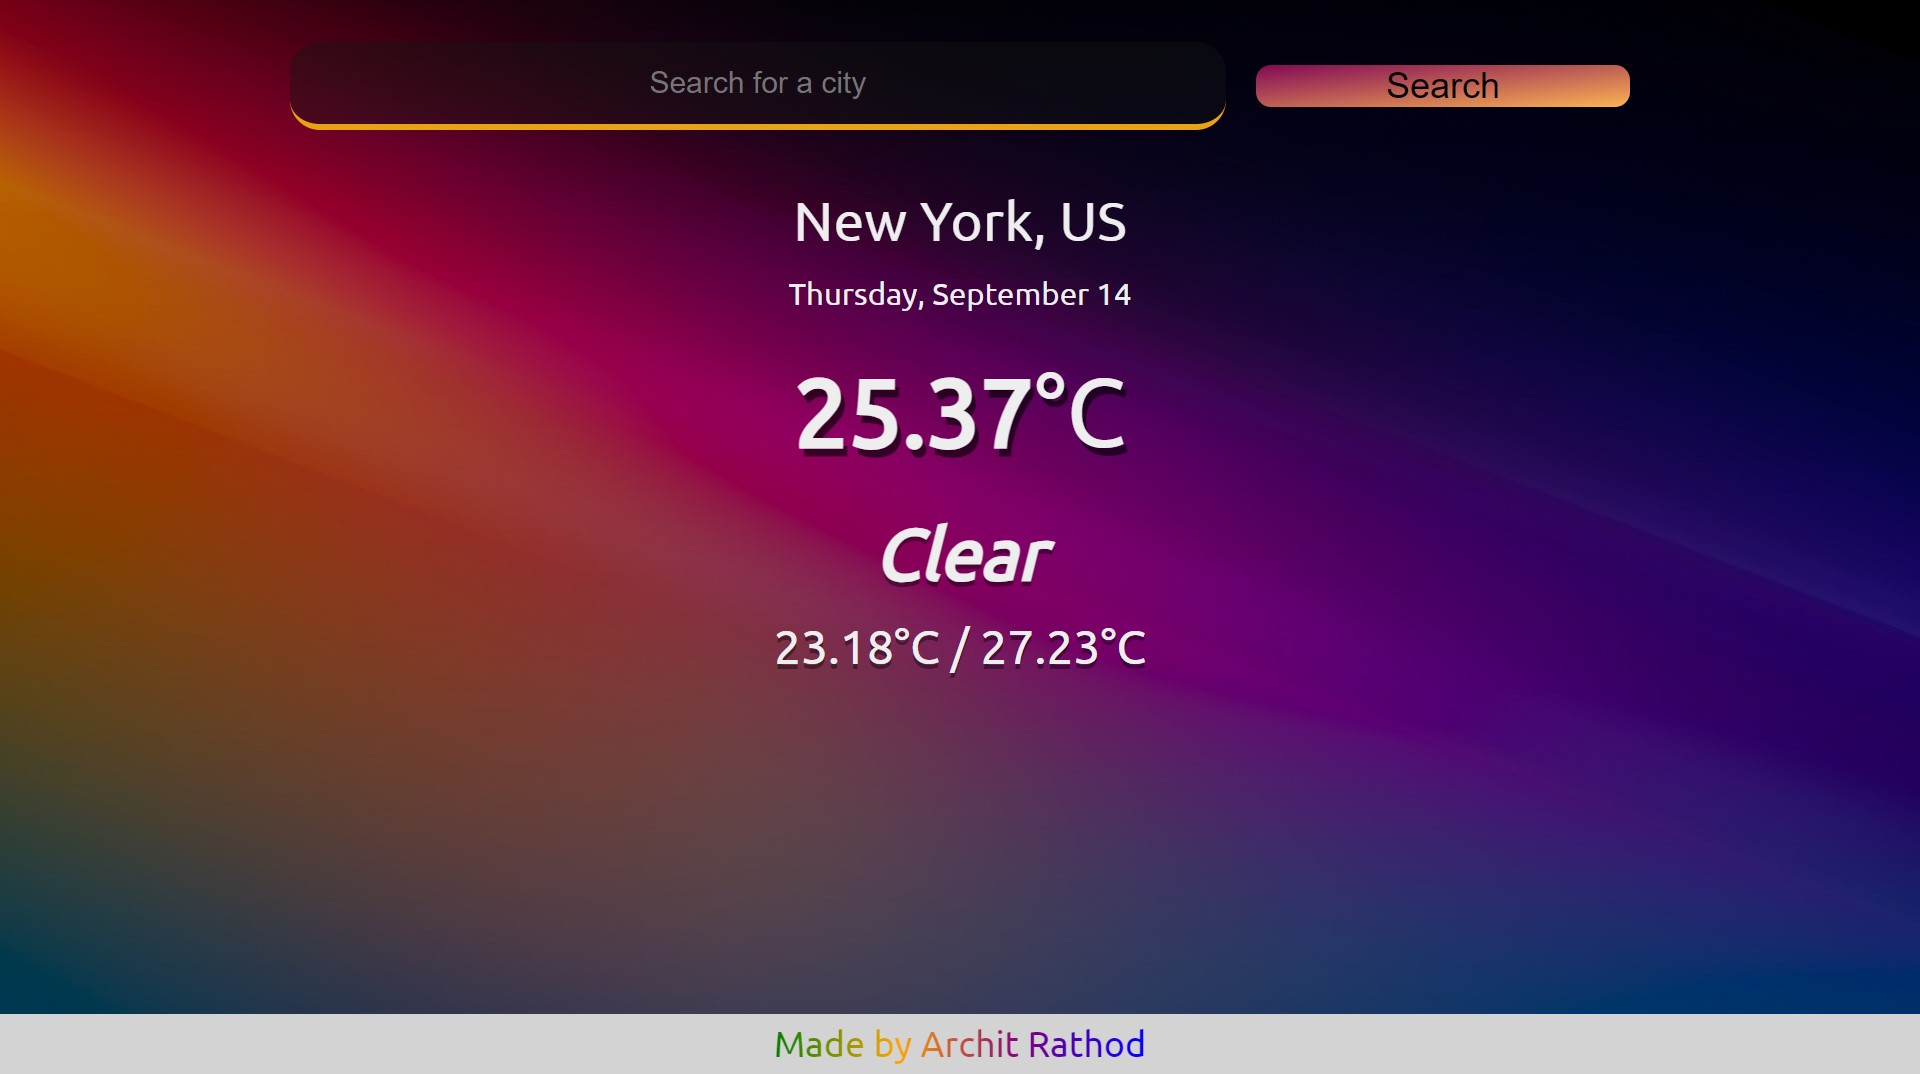 Search for a city
Search
New York, US
Thursday, September 14
25.37°C
Clear
23.18°C / 27.23°C
Made by Archit Rathod